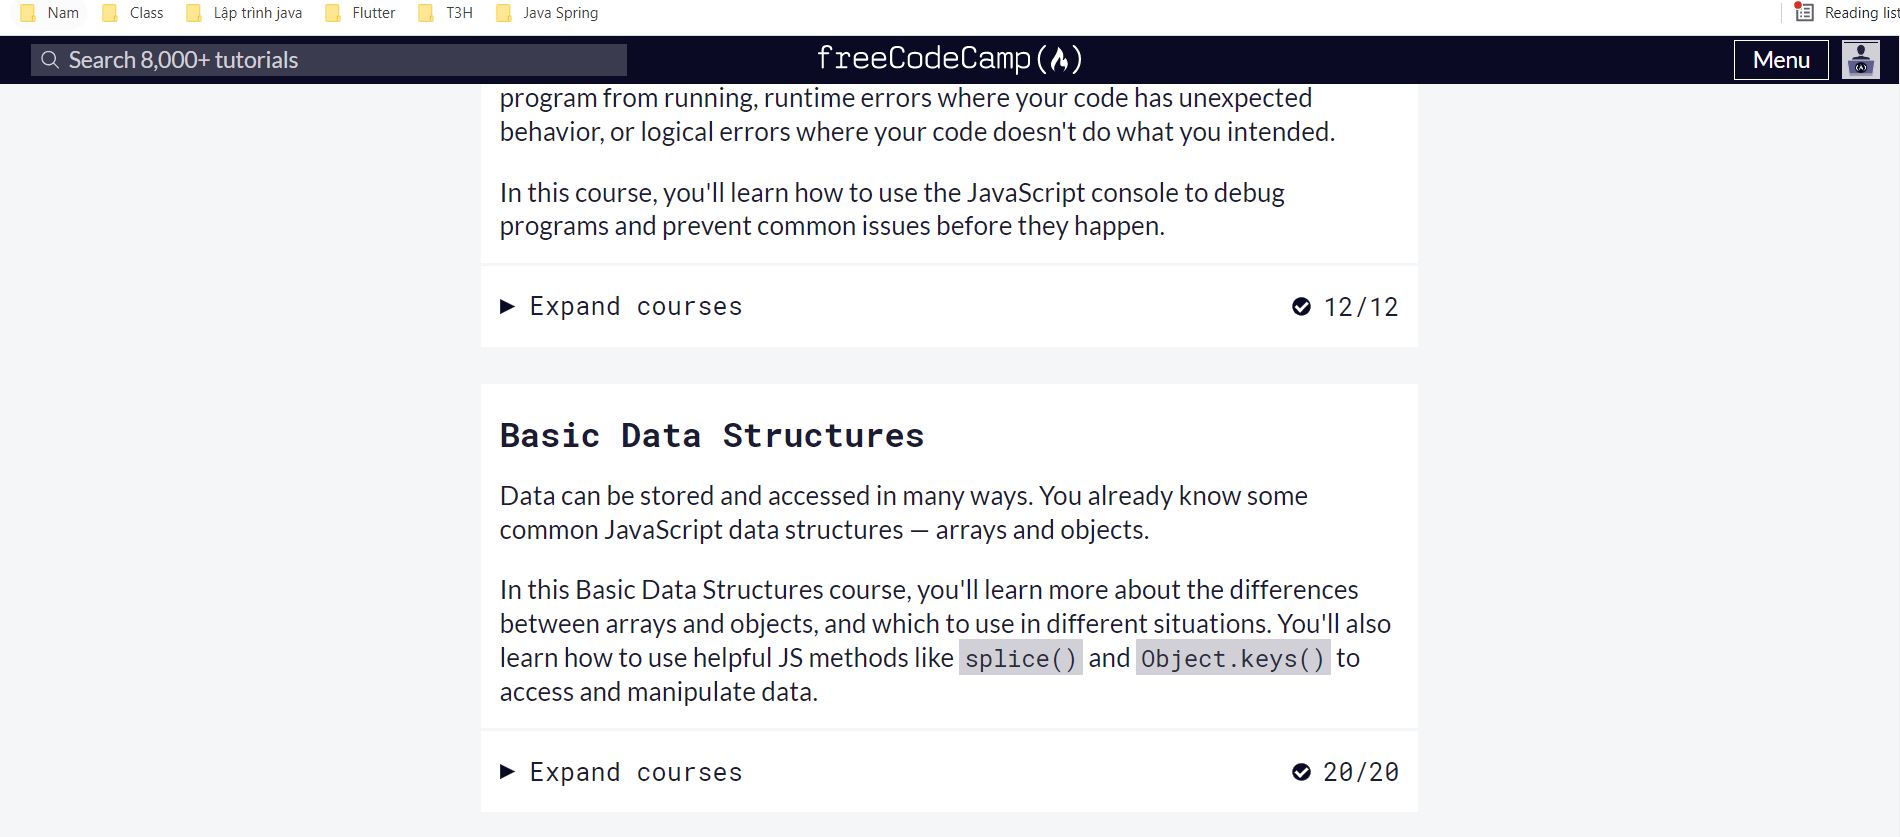 Nam Class Lập trình java Flutter T3H Java Spring Reading list
Search 8,000+ tutorials freeCodeCamp(🔥) Menu
program from running, runtime errors where your code has unexpected
behavior, or logical errors where your code doesn't do what you intended.
In this course, you'll learn how to use the JavaScript console to debug
programs and prevent common issues before they happen.
Expand courses 12/12
Basic Data Structures
Data can be stored and accessed in many ways. You already know some
common JavaScript data structures — arrays and objects.
In this Basic Data Structures course, you'll learn more about the differences
between arrays and objects, and which to use in different situations. You'll also
learn how to use helpful JS methods like splice() and Object.keys() to
access and manipulate data.
Expand courses 20/20